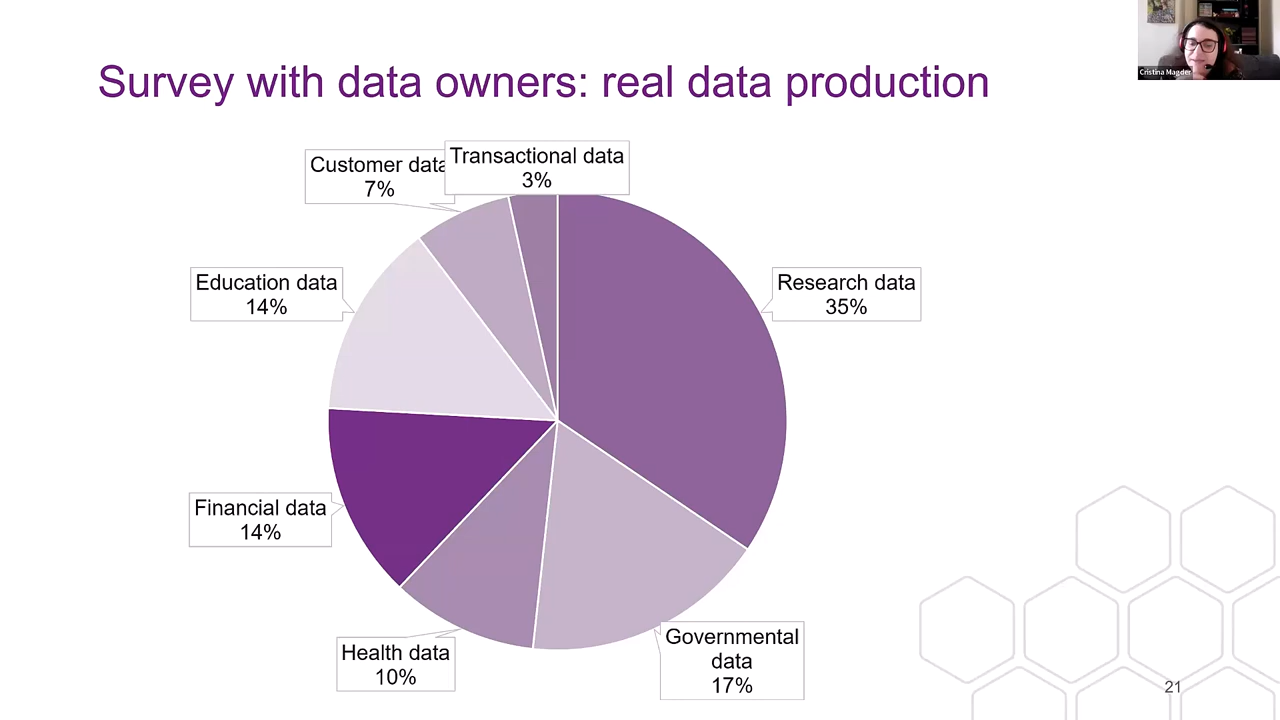 Cristina Magder
Survey with data owners: real data production
Customer data
7%
Transactional data
3%
Education data
14%
Research data
35%
Financial data
14%
Health data
10%
Governmental
data
17%
21